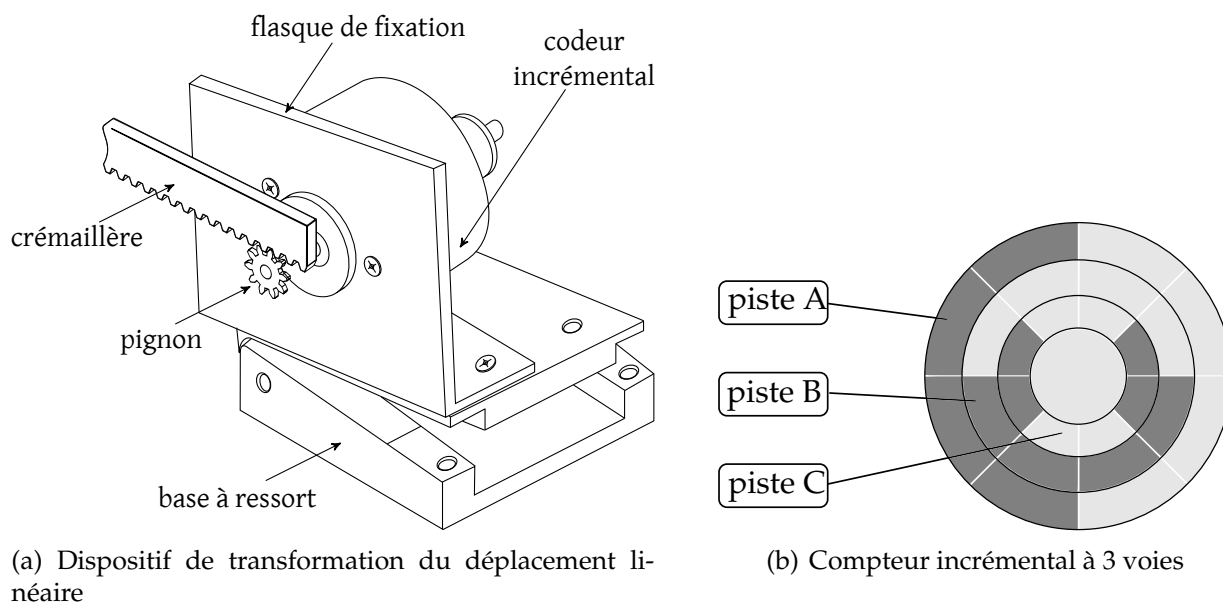 flasque de fixation
codeur
incrémental
crémaillère
pignon
base à ressort
piste A
piste B
piste C
(a) Dispositif de transformation du déplacement li-
néaire
(b) Compteur incrémental à 3 voies